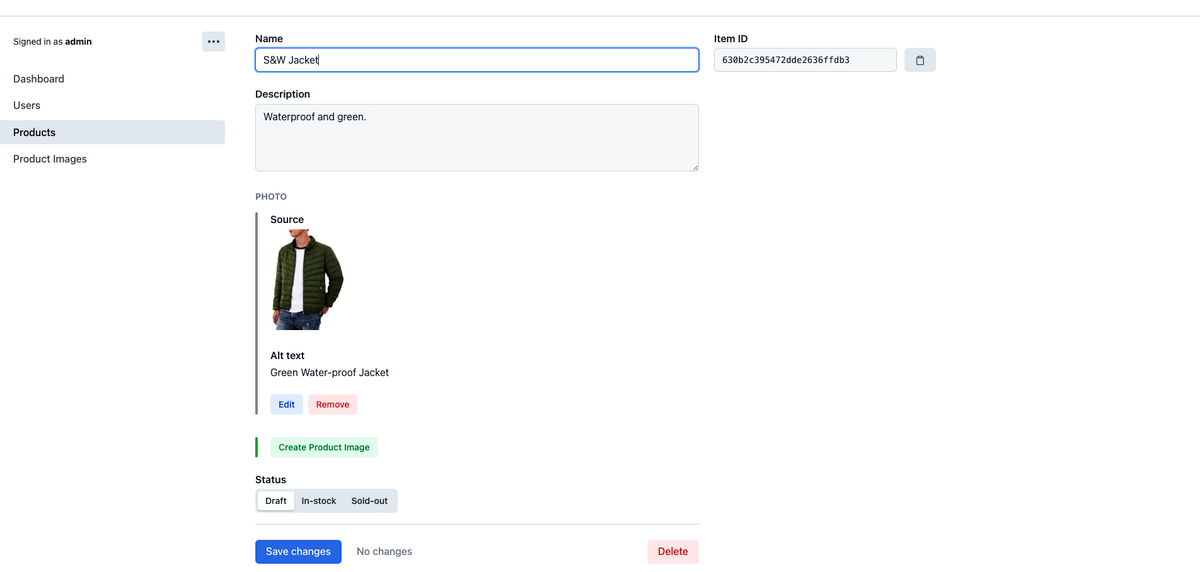 Signed in as admin
Dashboard
Users
Products
Product Images
Name
S&W Jacket
Item ID
630b2c395472dde2636ffdb3
Description
Waterproof and green.
PHOTO
Source
Alt text
Green Water-proof Jacket
Edit Remove
Create Product Image
Status
Draft In-stock Sold-out
Save changes No changes Delete